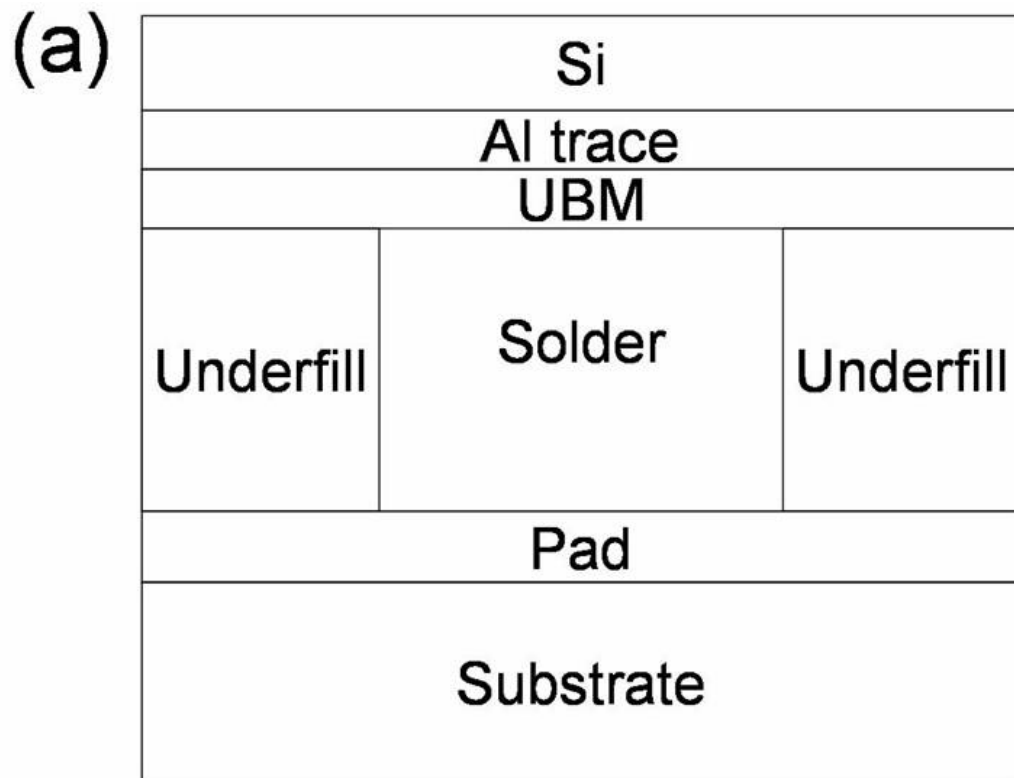 (a)
Si
Al trace
UBM
Underfill
Solder
Underfill
Pad
Substrate